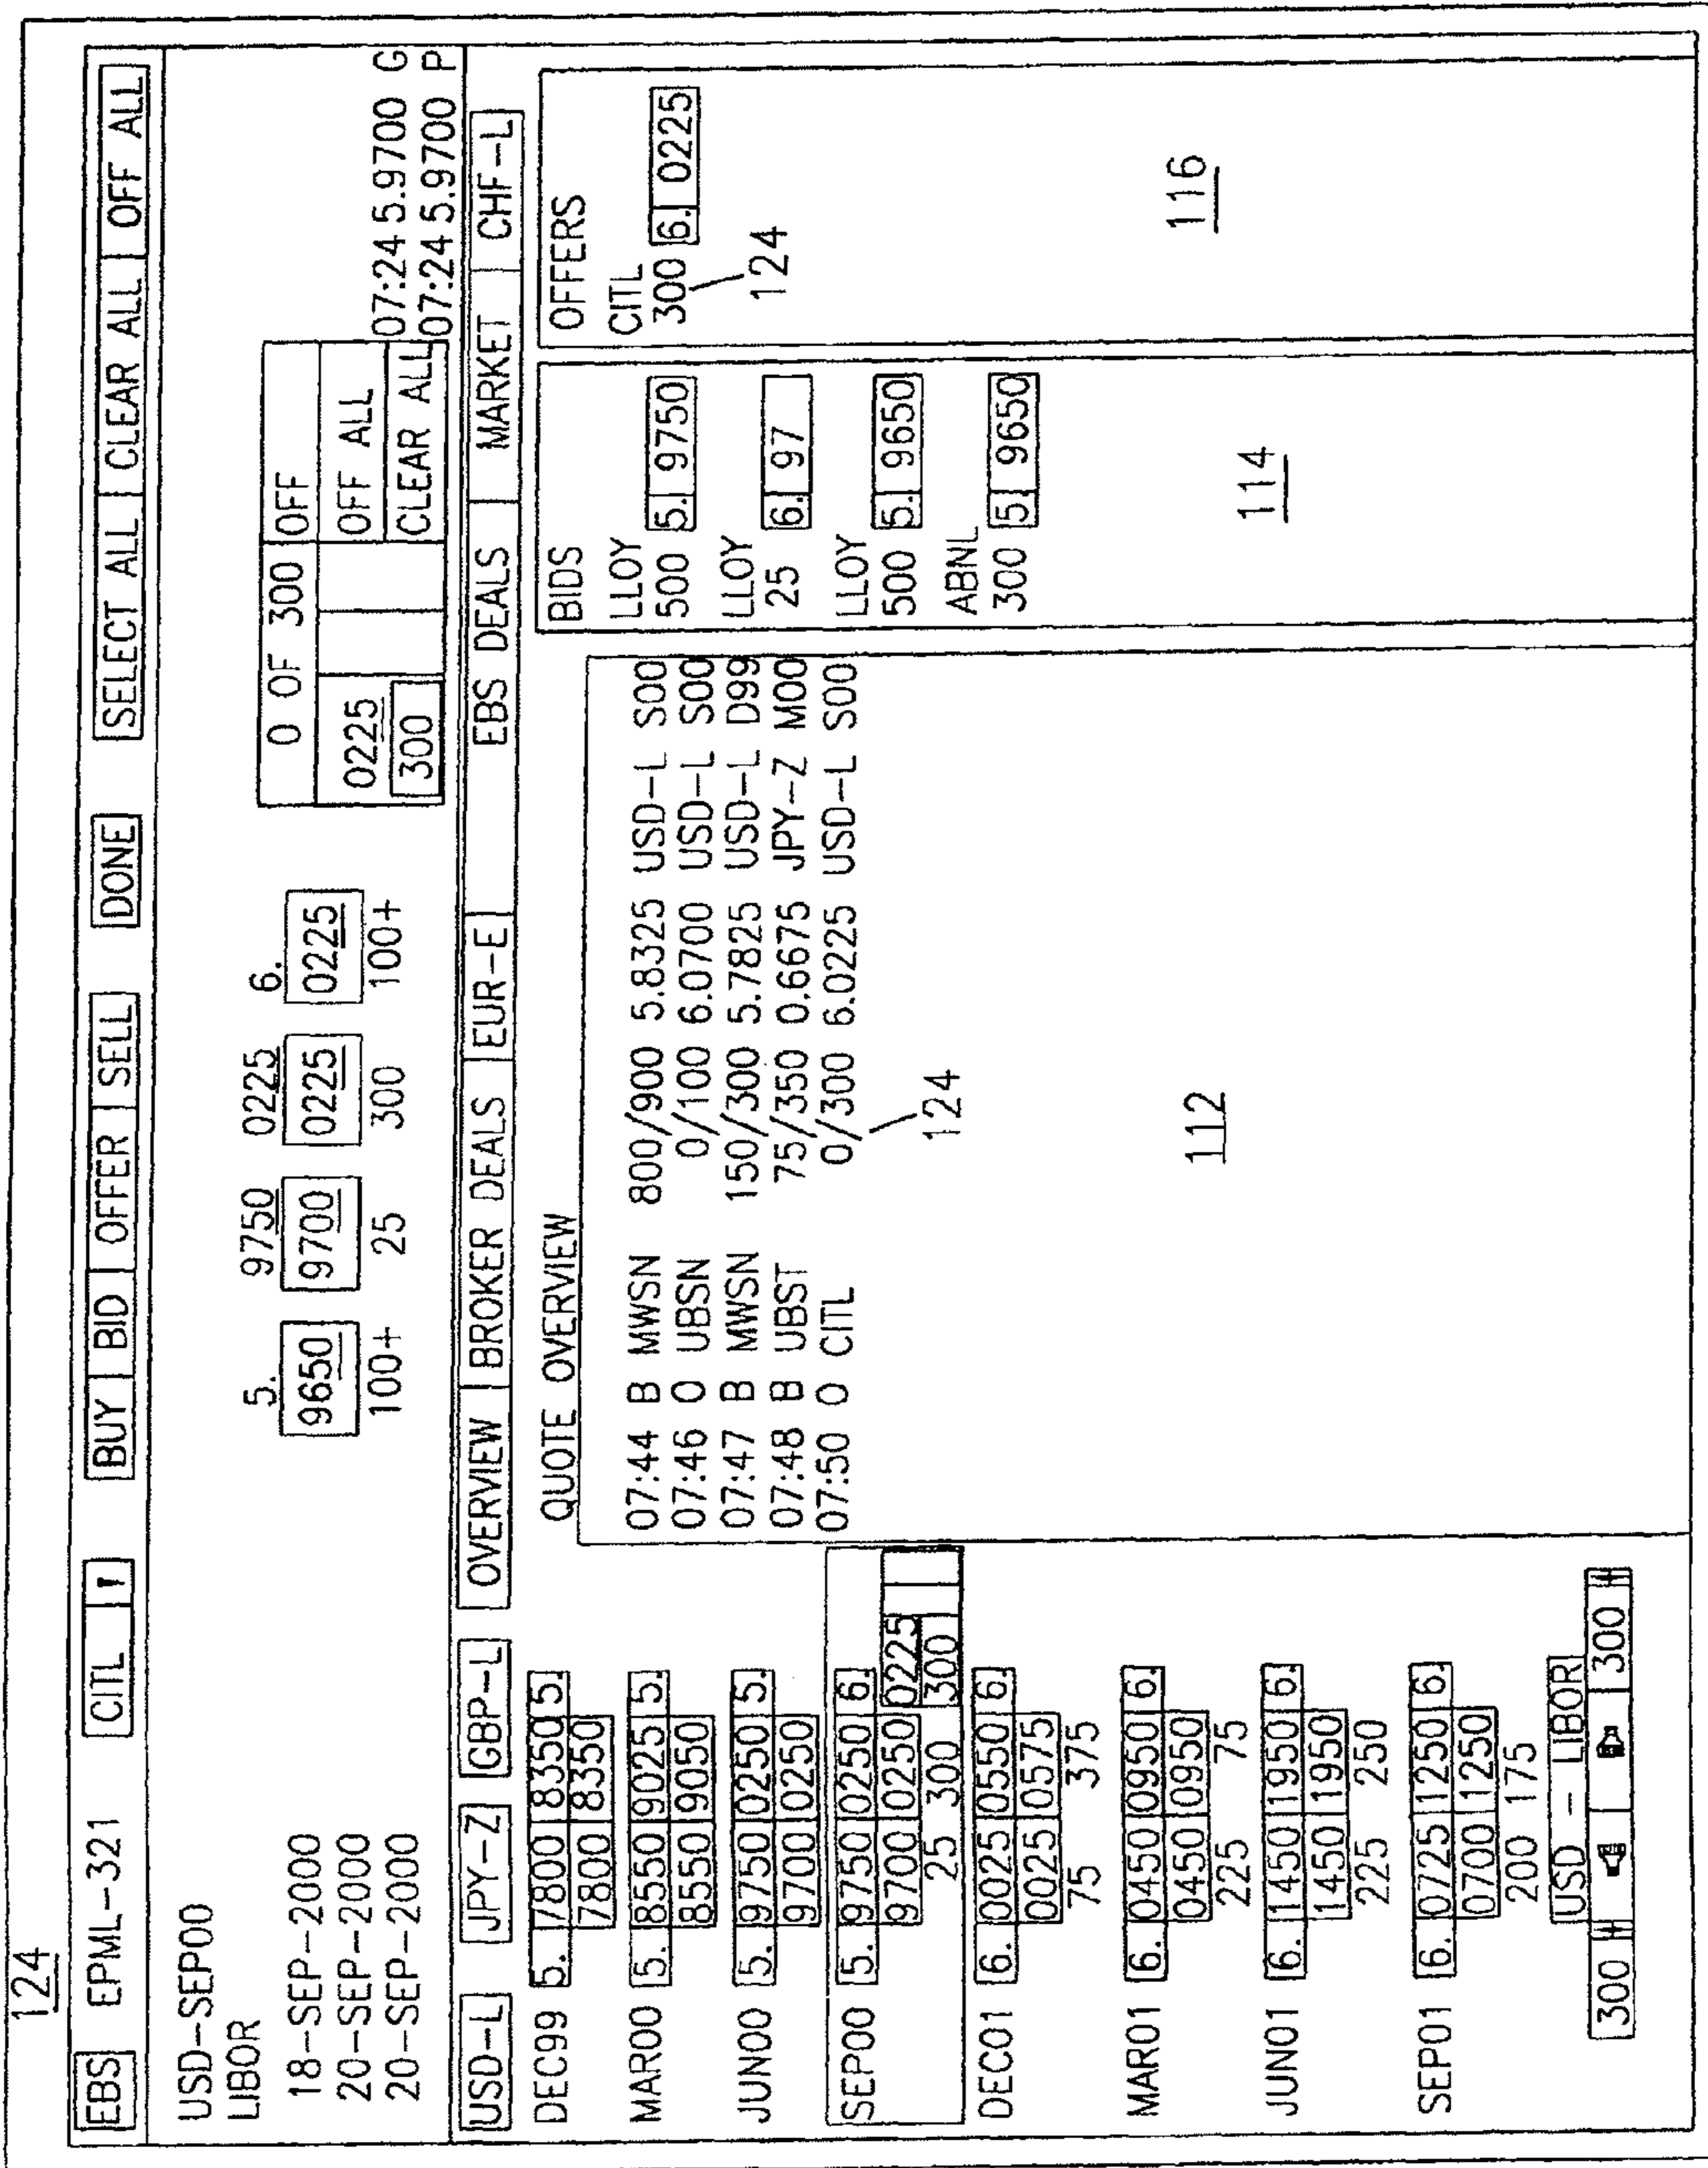 124
EBS EPML-321 CITL BUY BID OFFER SELL DONE SELECT ALL CLEAR ALL OFF ALL
USD-SEP00
LIBOR
18-SEP-2000
20-SEP-2000
20-SEP-2000
5. 9750 0225 6.
9650 9700 0225 0225
100+ 25 300 100+
0 OF 300 OFF
0225 OFF ALL
300 CLEAR ALL
07:24 5.9700 G
07:24 5.9700 P
USD-L JPY-Z GBP-L OVERVIEW BROKER DEALS EUR-E EBS DEALS MARKET CHF-L
DEC99 5. 7800 8350 5.
7800 8350
MAR00 5. 8550 9025 5.
8550 9050
JUN00 5. 9750 0250 5.
9700 0250
SEP00 5. 9750 0250 6.
9700 0250 0225
25 300 300
DEC01 6. 0025 0550 6.
0025 0575
75 375
MAR01 6. 0450 0950 6.
0450 0950
225 75
JUN01 6. 1450 1950 6.
1450 1950
225 250
SEP01 6. 0725 1250 6.
0700 1250
200 175
USD - LIBOR
300 300
QUOTE OVERVIEW
07:44 B MWSN 800/900 5.8325 USD-L S00
07:46 O UBSN 0/100 6.0700 USD-L S00
07:47 B MWSN 150/300 5.7825 USD-L D99
07:48 B UBST 75/350 0.6675 JPY-Z M00
07:50 O CITL 0/300 6.0225 USD-L S00
124
112
BIDS
LLOY
500 5. 9750
LLOY
25 6. 97
LLOY
500 5. 9650
ABNL
300 5 9650
114
OFFERS
CITL
300 6. 0225
124
116